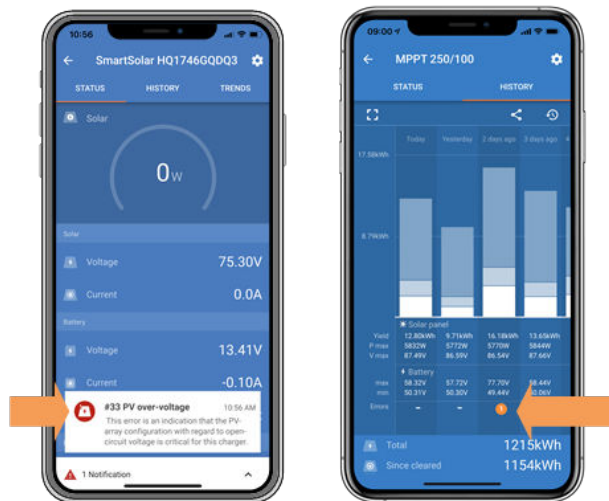 10:56
SmartSolar HQ1746GQDQ3
STATUS HISTORY TRENDS
Solar
0W
Solar
Voltage 75.30V
Current 0.0A
Battery
Voltage 13.41V
Current -0.10A
#33 PV over-voltage 10:56 AM
This error is an indication that the PV-
array configuration with regard to open-
circuit voltage is critical for this charger.
1 Notification
09:00
MPPT 250/100
STATUS HISTORY
Today Yesterday 2 days ago 3 days ago
17.58kWh
8.79kWh
Solar panel
Yield 12.80kWh 9.71kWh 16.18kWh 13.65kWh
P max 5832W 5772W 5770W 5844W
V max 87.49V 86.59V 86.54V 87.66V
Battery
max 58.32V 57.72V 77.70V 58.44V
min 50.31V 50.30V 49.44V 50.06V
Errors - - 1
Total 1215kWh
Since cleared 1154kWh